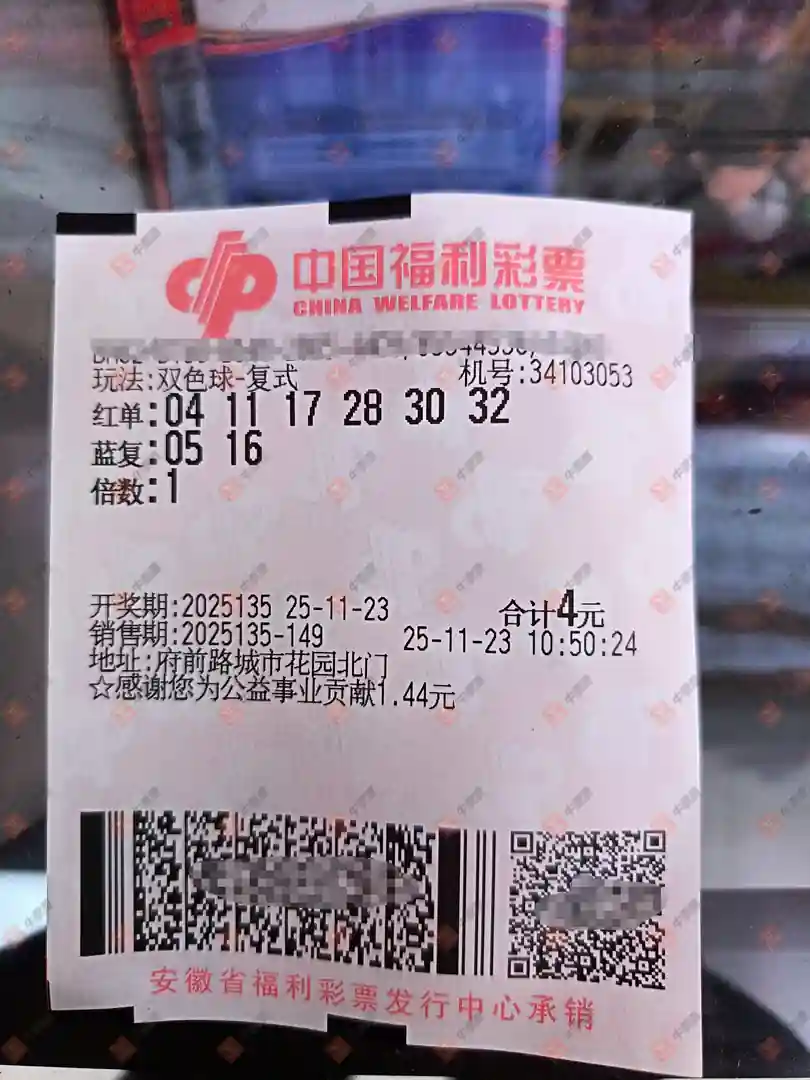 中国福利彩票
CHINA WELFARE LOTTERY
玩法:双色球-复式 机号:34103053
红单:04 11 17 28 30 32
蓝复:05 16
倍数:1
开奖期:2025135 25-11-23 合计4元
销售期:2025135-149 25-11-23 10:50:24
地址:府前路城市花园北门
☆感谢您为公益事业贡献1.44元
安徽省福利彩票发行中心承销